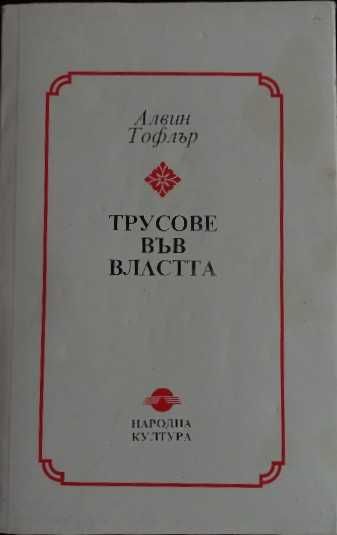 Алвин
Тофлър
ТРУСОВЕ
ВЪВ
ВЛАСТТА
НАРОДНА
КУЛТУРА